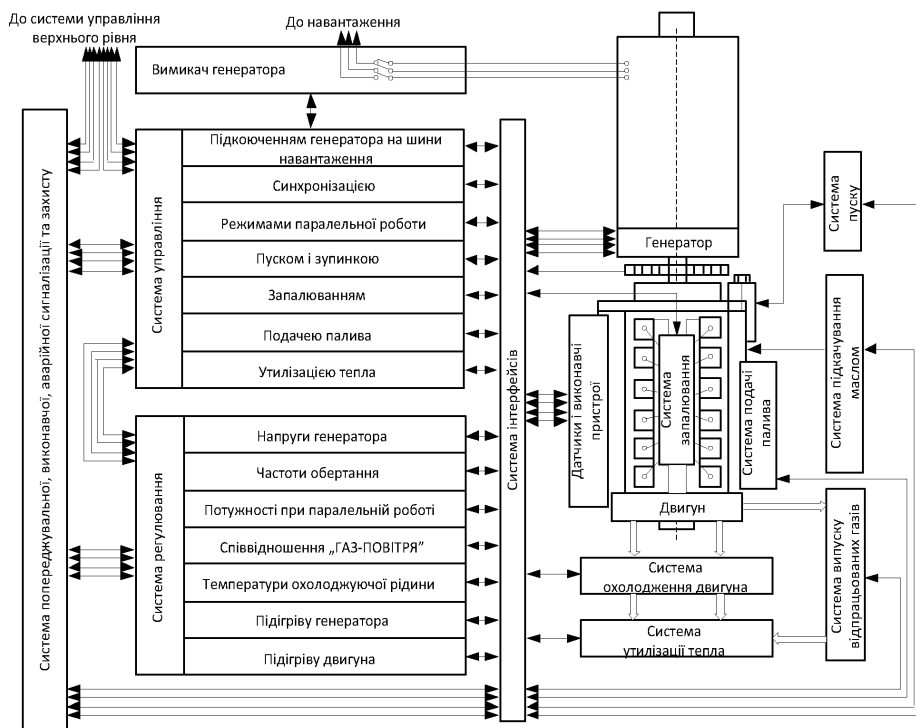 До системи управління
верхнього рівня
До навантаження
Вимикач генератора
Система попереджувальної, виконавчої, аварійної сигналізації та захисту
Система управління
Підкоюченням генератора на шини
навантаження
Синхронізацією
Режимами паралельної роботи
Пуском і зупинкою
Запалюванням
Подачею палива
Утилизацією тепла
Система регулювання
Напруги генератора
Частоти обертання
Потужності при паралельній роботі
Співвідношення „ГАЗ-ПОВІТРЯ”
Температури охолоджуючої рідини
Підігріву генератора
Підігріву двигуна
Система інтерфейсів
Генератор
Датчики і виконавчі
пристрої
Система
запалювання
Система подачі
палива
Двигун
Система
охолодження двигуна
Система
утилізації тепла
Система
пуску
Система підкачування
маслом
Система випуску
відпрацьованих газів